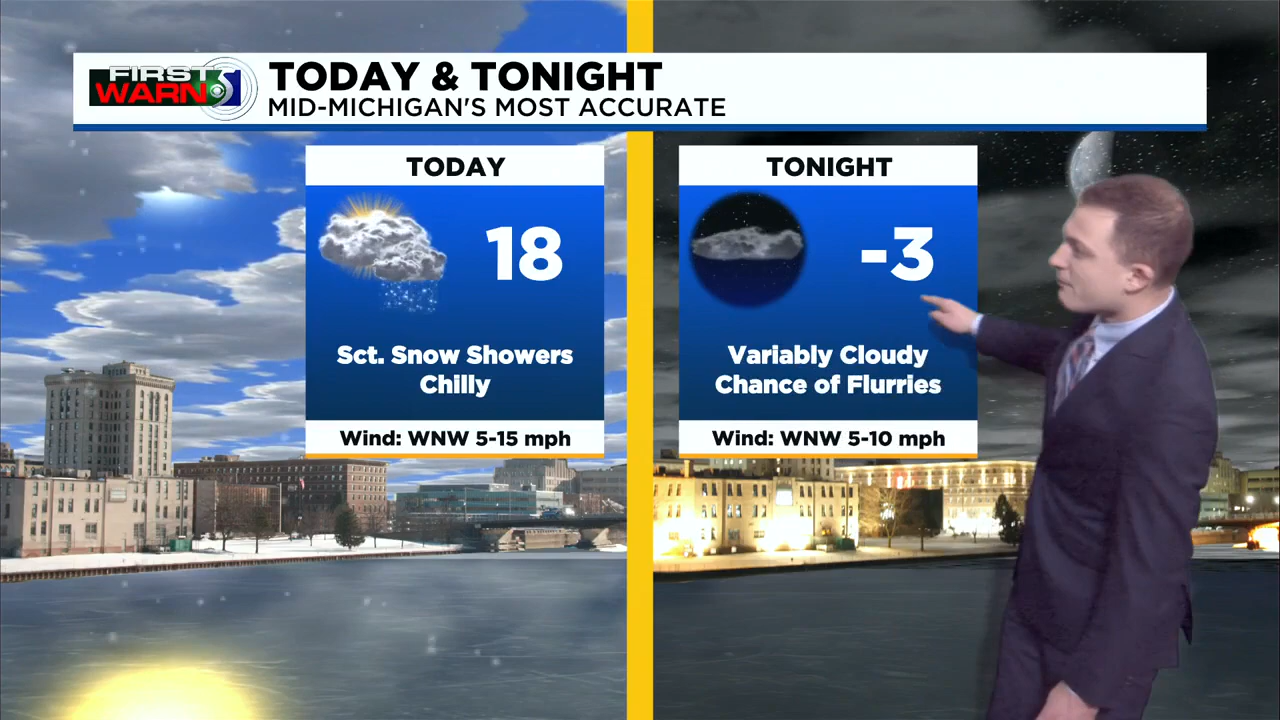 FIRST
WARN 5
TODAY & TONIGHT
MID-MICHIGAN'S MOST ACCURATE
TODAY
18
Sct. Snow Showers
Chilly
Wind: WNW 5-15 mph
TONIGHT
-3
Variably Cloudy
Chance of Flurries
Wind: WNW 5-10 mph